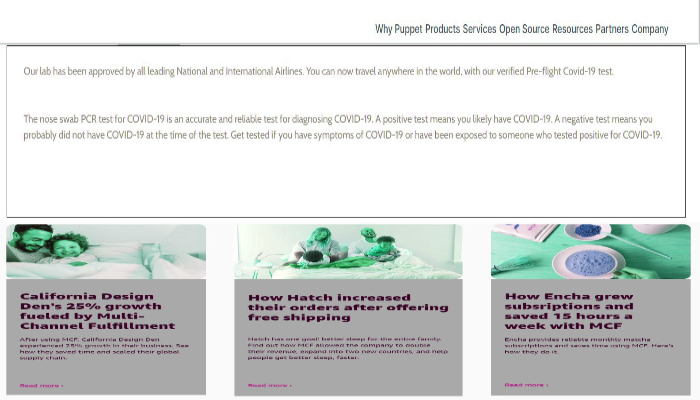 Why Puppet Products Services Open Source Resources Partners Company
Our lab has been approved by all leading National and International Airlines. You can now travel anywhere in the world, with our verified Pre-flight Covid-19 test.
The nose swab PCR test for COVID-19 is an accurate and reliable test for diagnosing COVID-19. A positive test means you likely have COVID-19. A negative test means you
probably did not have COVID-19 at the time of the test. Get tested if you have symptoms of COVID-19 or have been exposed to someone who tested positive for COVID-19.
California Design
Den's 25% growth
fueled by Multi-
Channel Fulfillment
After using MCF, California Design Den
experienced 25% growth in their business. See
how they saved time and scaled their global
supply chain.
Read more ›
How Hatch increased
their orders after offering
free shipping
Hatch has one goal: better sleep for the entire family.
Find out how MCF allowed the company to double
their revenue, expand into two new countries, and help
people get better sleep, faster.
Read more ›
How Encha grew
subsriptions and
saved 15 hours a
week with MCF
Encha provides reliable monthly matcha
subscriptions and saves time using MCF. Here's
how they do it.
Read more ›